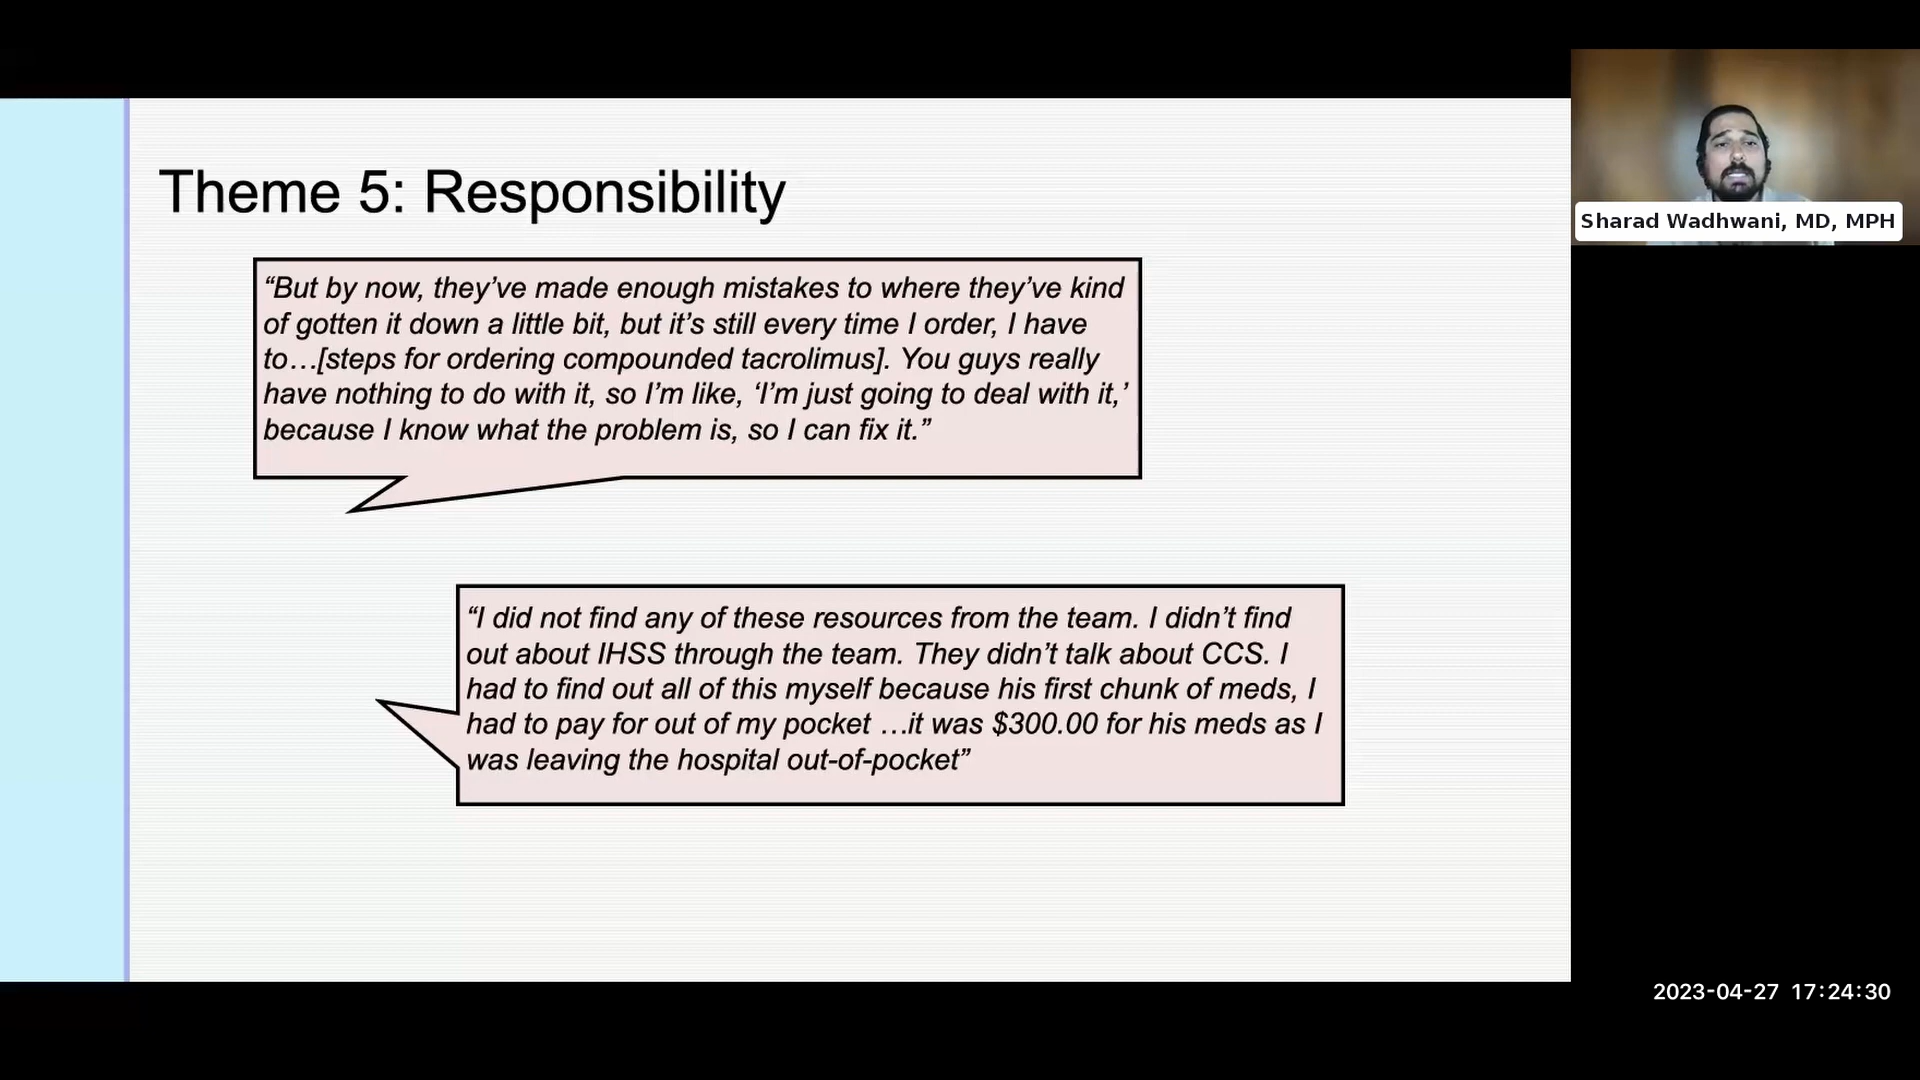 Theme 5: Responsibility
“But by now, they’ve made enough mistakes to where they’ve kind
of gotten it down a little bit, but it’s still every time I order, I have
to…[steps for ordering compounded tacrolimus]. You guys really
have nothing to do with it, so I’m like, ‘I’m just going to deal with it,’
because I know what the problem is, so I can fix it.”
“I did not find any of these resources from the team. I didn’t find
out about IHSS through the team. They didn’t talk about CCS. I
had to find out all of this myself because his first chunk of meds, I
had to pay for out of my pocket …it was $300.00 for his meds as I
was leaving the hospital out-of-pocket”
Sharad Wadhwani, MD, MPH
2023-04-27 17:24:30